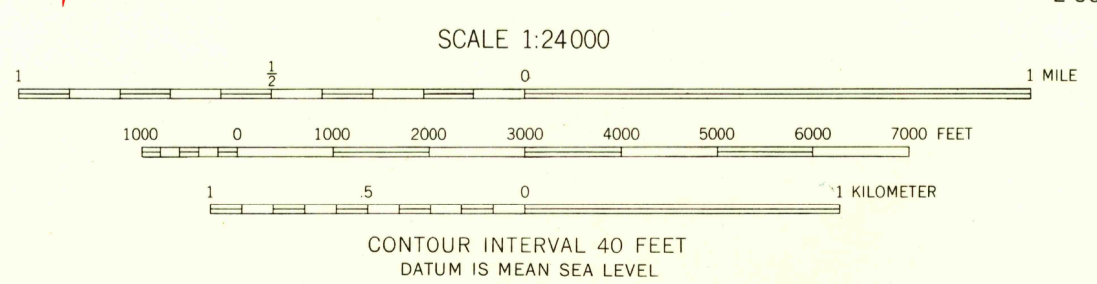 SCALE 1:24000
1 1/2 0 1 MILE
1000 0 1000 2000 3000 4000 5000 6000 7000 FEET
1 .5 0 1 KILOMETER
CONTOUR INTERVAL 40 FEET
DATUM IS MEAN SEA LEVEL